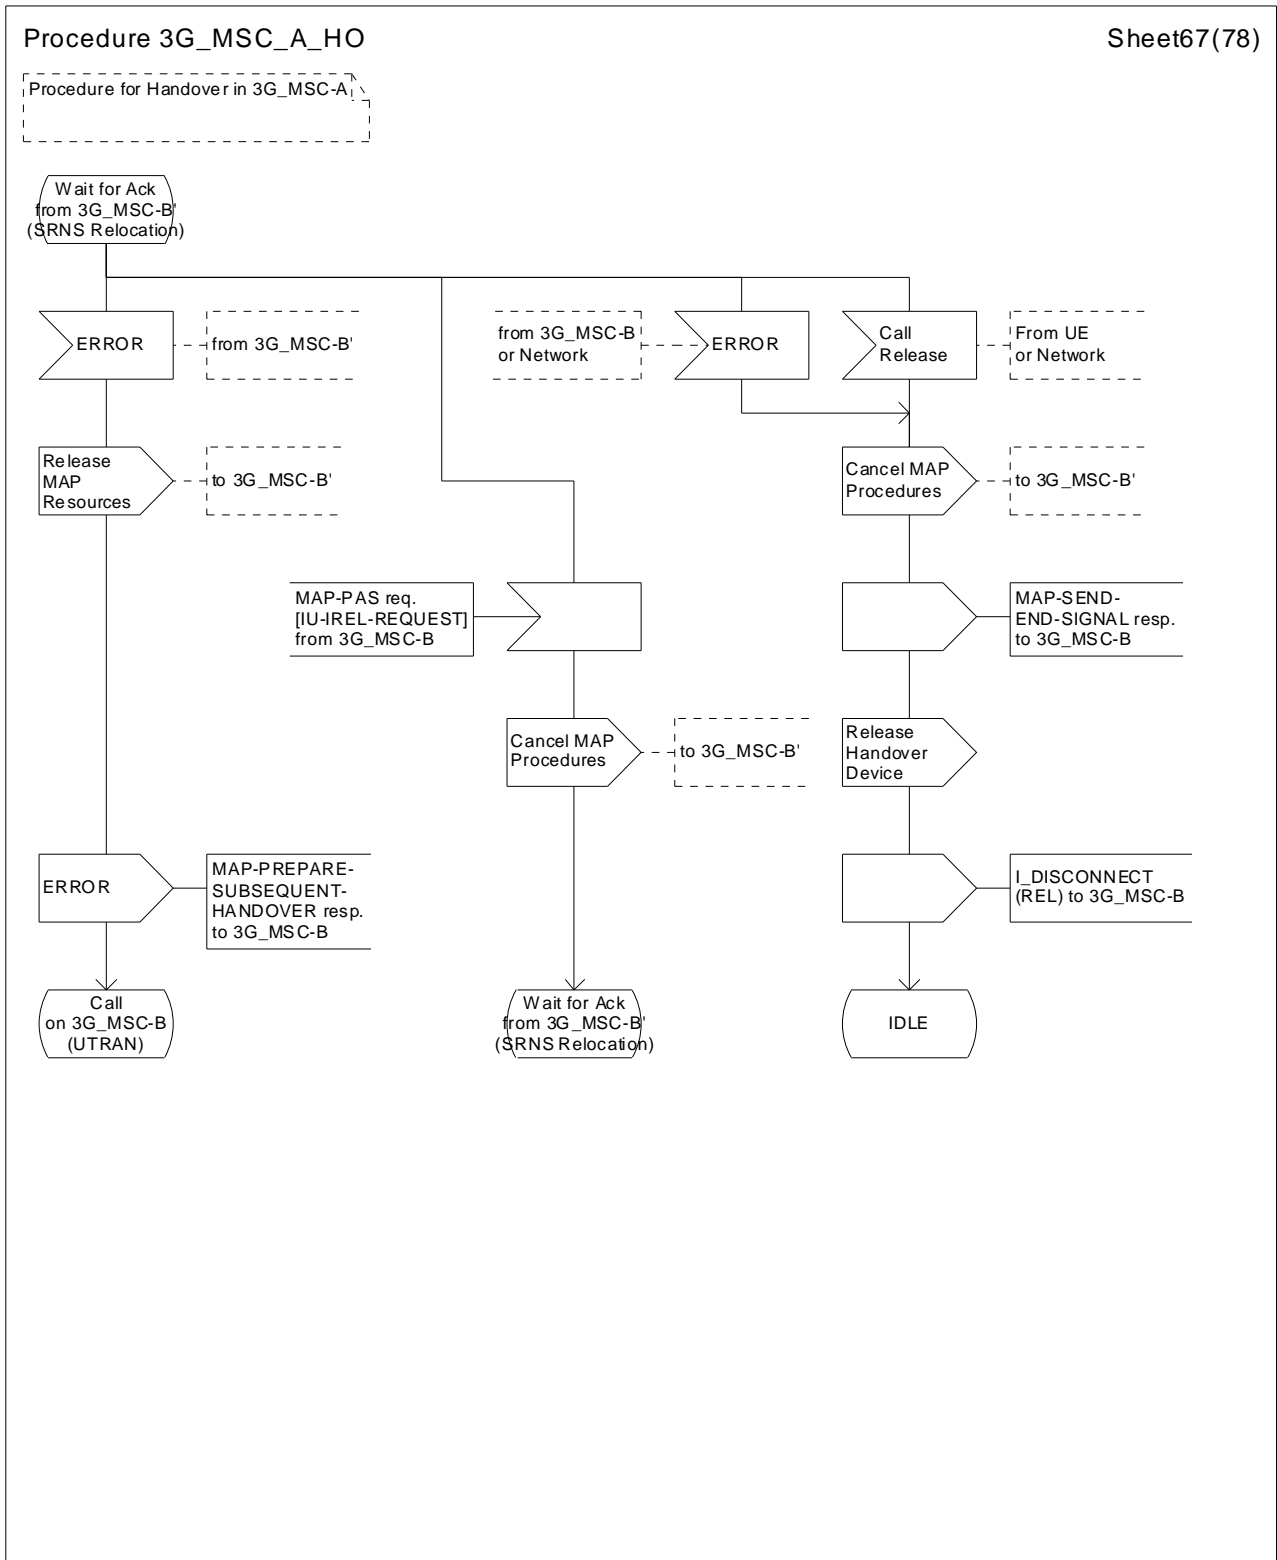 Procedure 3G_MSC_A_HO
Sheet67(78)
Procedure for Handover in 3G_MSC-A
Wait for Ack
from 3G_MSC-B'
(SRNS Relocation)
ERROR
from 3G_MSC-B'
from 3G_MSC-B
or Network
ERROR
Call
Release
From UE
or Network
Release
MAP
Resources
to 3G_MSC-B'
Cancel MAP
Procedures
to 3G_MSC-B'
MAP-PAS req.
[IU-IREL-REQUEST]
from 3G_MSC-B
MAP-SEND-
END-SIGNAL resp.
to 3G_MSC-B
Cancel MAP
Procedures
to 3G_MSC-B'
Release
Handover
Device
ERROR
MAP-PREPARE-
SUBSEQUENT-
HANDOVER resp.
to 3G_MSC-B
I_DISCONNECT
(REL) to 3G_MSC-B
Call
on 3G_MSC-B
(UTRAN)
Wait for Ack
from 3G_MSC-B'
(SRNS Relocation)
IDLE